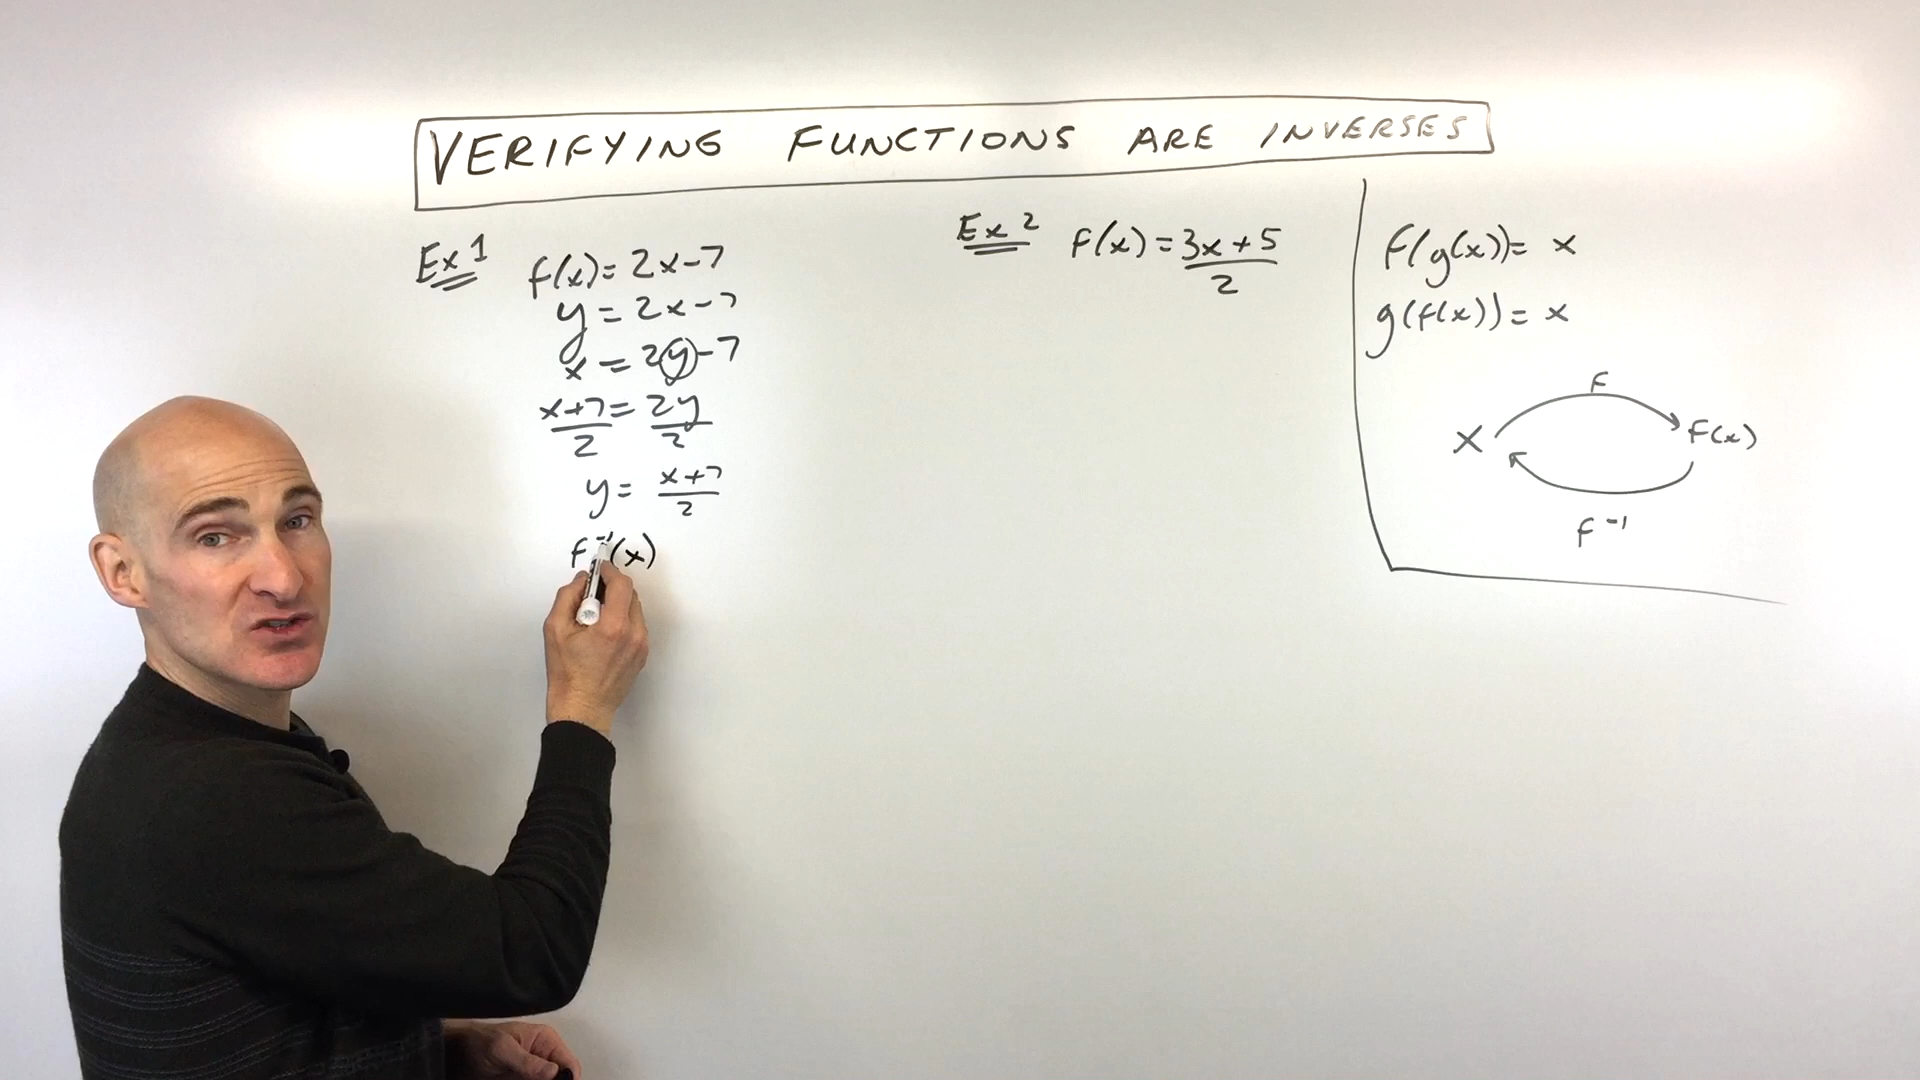 VERIFYING FUNCTIONS ARE INVERSES
Ex 1 f(x) = 2x-7
y = 2x-7
x = 2y-7
x+7 = 2y
2 2
y = x+7
2
f⁻¹(x)
Ex 2 f(x) = 3x+5
2
f(g(x)) = x
g(f(x)) = x
f
x f(x)
f⁻¹